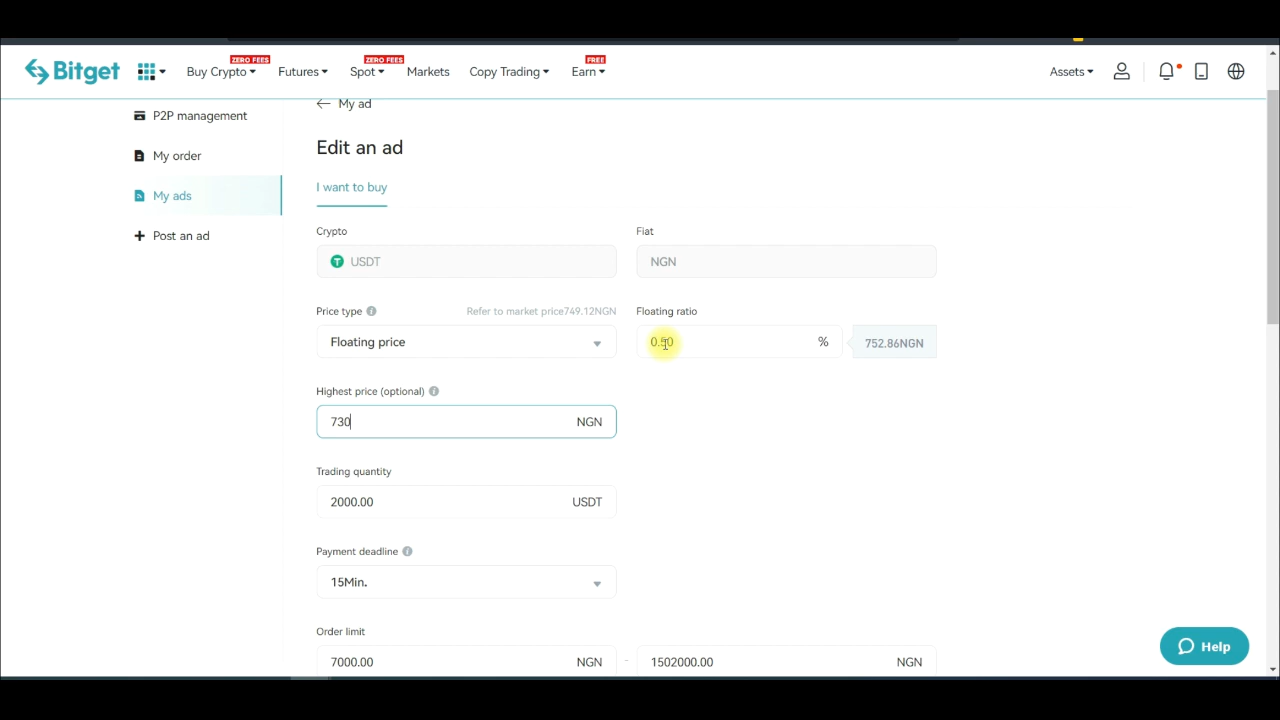 Bitget
ZERO FEES
Buy Crypto
Futures
ZERO FEES
Spot
Markets
Copy Trading
FREE
Earn
Assets
P2P management
My order
My ads
Post an ad
My ad
Edit an ad
I want to buy
Crypto
Fiat
USDT
NGN
Price type
Refer to market price749.12NGN
Floating ratio
Floating price
0.50
%
752.86NGN
Highest price (optional)
730
NGN
Trading quantity
2000.00
USDT
Payment deadline
15Min.
Order limit
7000.00
NGN
-
1502000.00
NGN
Help